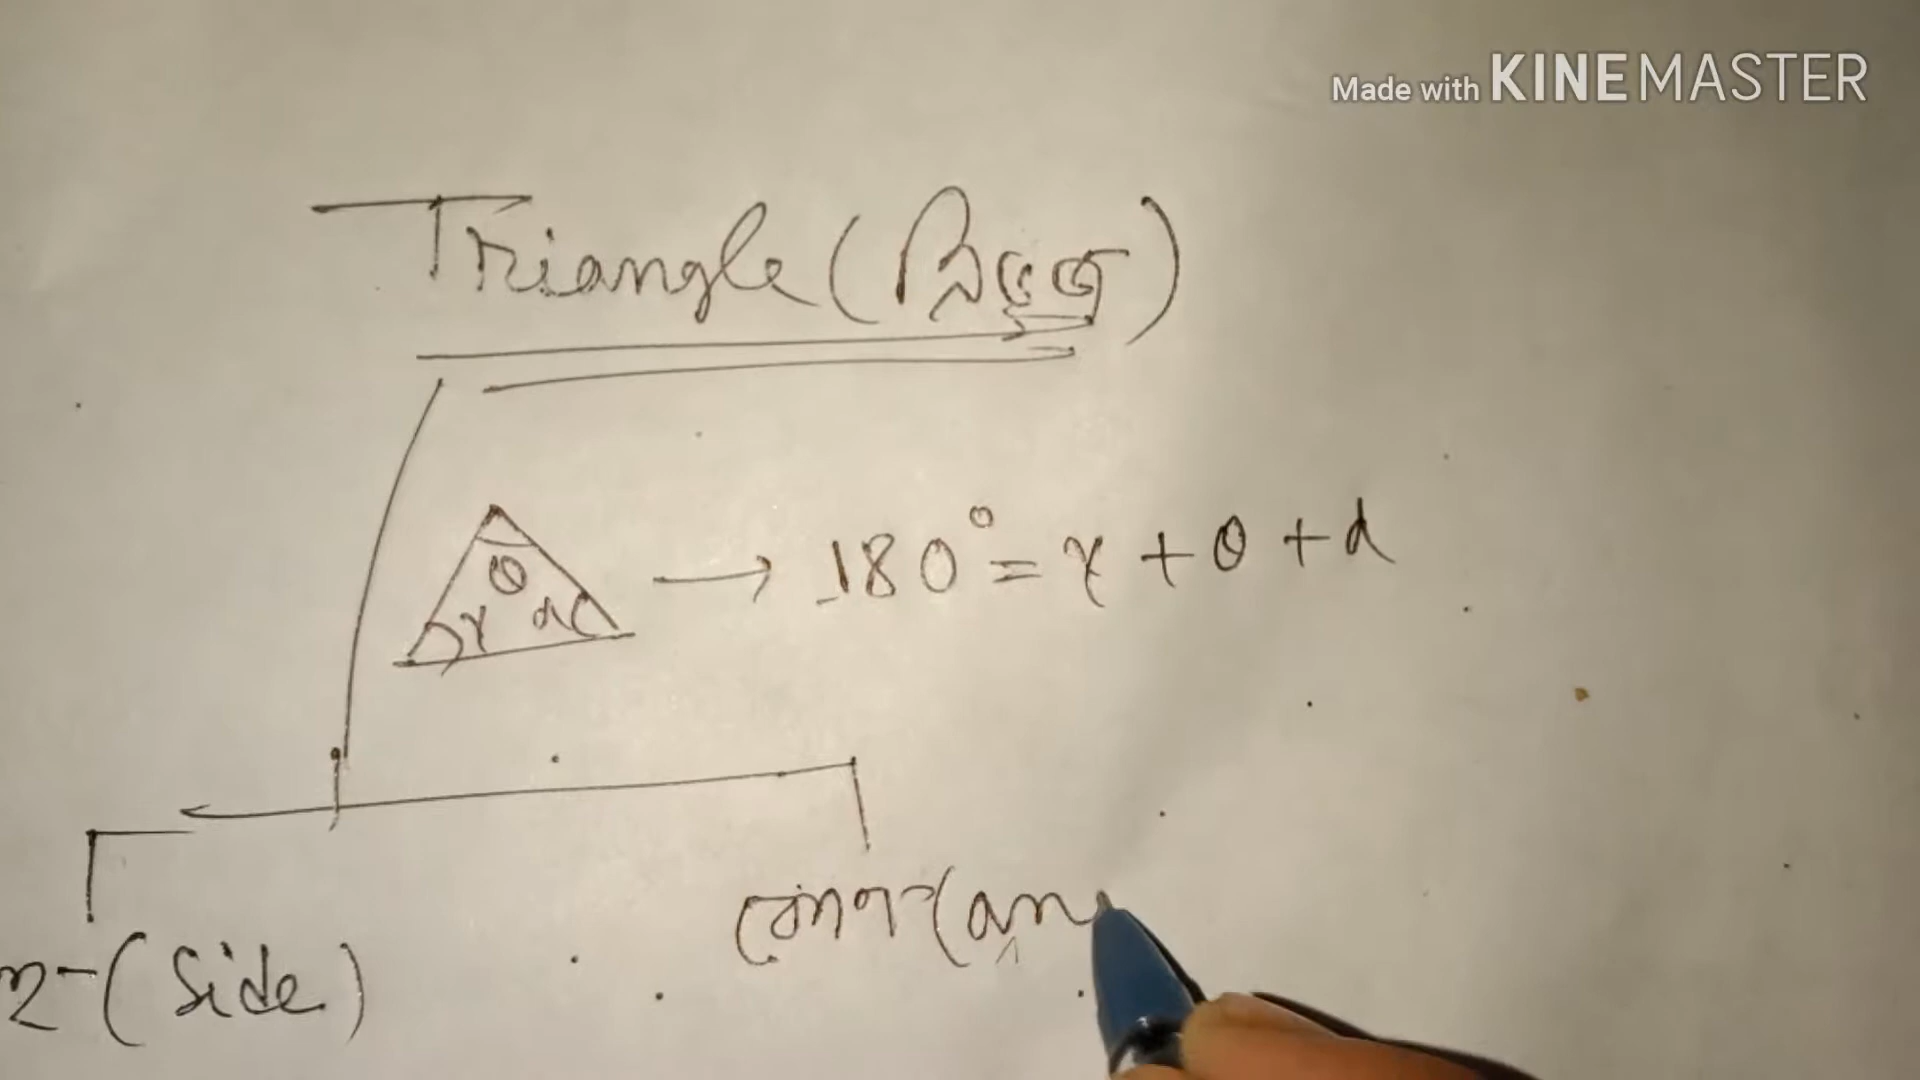 Made with KINEMASTER
Triangle (ত্রিভুজ)
θ
x α
180° = x + θ + α
কোণ (an
(Side)